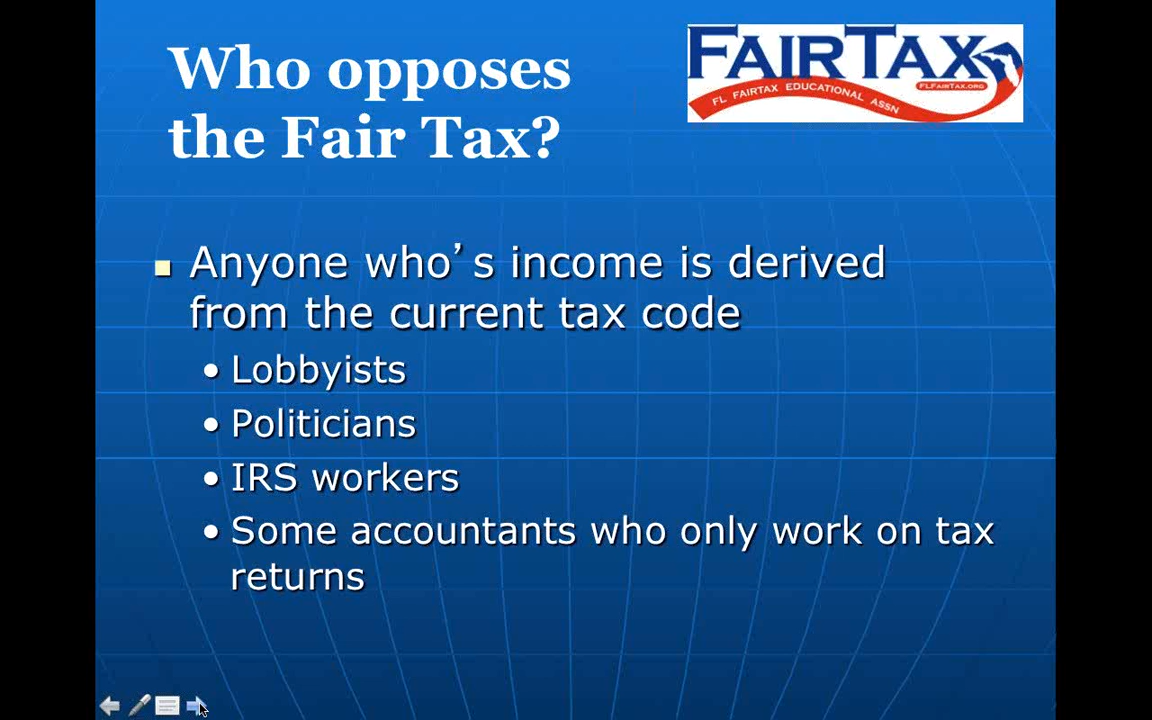 Who opposes
the Fair Tax?
FAIRTAX
FL FAIRTAX EDUCATIONAL ASSN
FLFAIRTAX.ORG
Anyone who’s income is derived
from the current tax code
• Lobbyists
• Politicians
• IRS workers
• Some accountants who only work on tax
returns